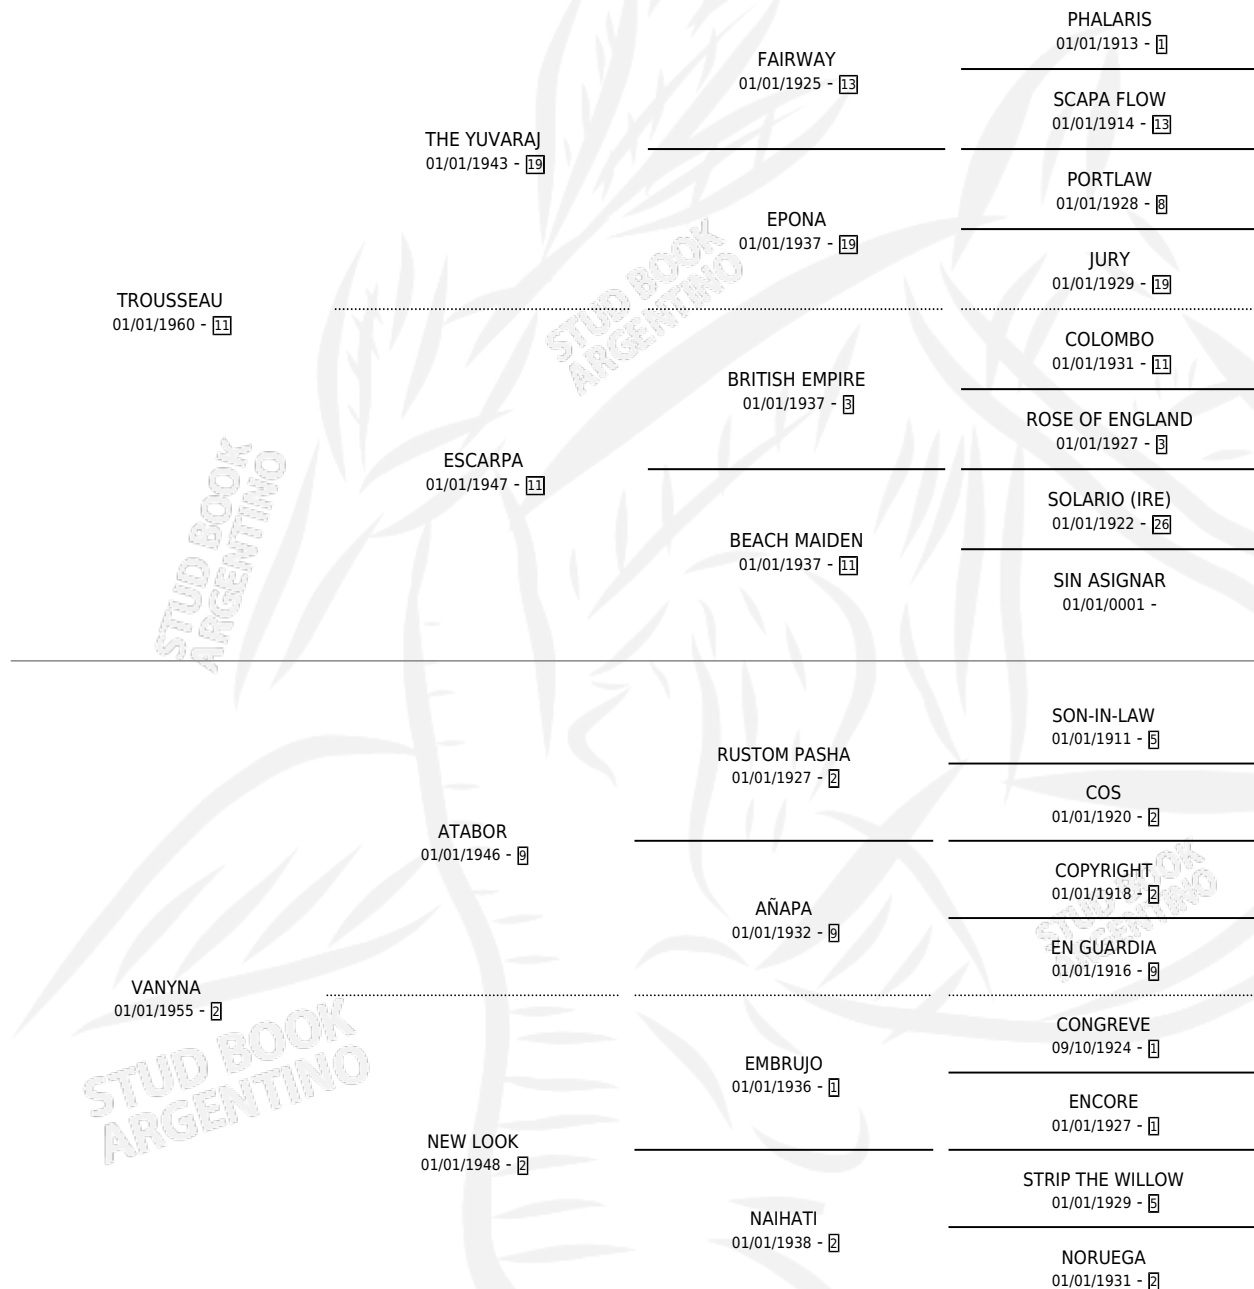 PHALARIS
01/01/1913 - 1
FAIRWAY
01/01/1925 - 13
SCAPA FLOW
01/01/1914 - 13
THE YUVARAJ
01/01/1943 - 19
PORTLAW
01/01/1928 - 8
EPONA
01/01/1937 - 19
JURY
01/01/1929 - 19
TROUSSEAU
01/01/1960 - 11
COLOMBO
01/01/1931 - 11
BRITISH EMPIRE
01/01/1937 - 3
ROSE OF ENGLAND
01/01/1927 - 3
ESCARPA
01/01/1947 - 11
SOLARIO (IRE)
01/01/1922 - 26
BEACH MAIDEN
01/01/1937 - 11
SIN ASIGNAR
01/01/0001 -
SON-IN-LAW
01/01/1911 - 5
RUSTOM PASHA
01/01/1927 - 2
COS
01/01/1920 - 2
ATABOR
01/01/1946 - 9
COPYRIGHT
01/01/1918 - 2
AÑAPA
01/01/1932 - 9
EN GUARDIA
01/01/1916 - 9
VANYNA
01/01/1955 - 2
CONGREVE
09/10/1924 - 1
EMBRUJO
01/01/1936 - 1
ENCORE
01/01/1927 - 1
NEW LOOK
01/01/1948 - 2
STRIP THE WILLOW
01/01/1929 - 5
NAIHATI
01/01/1938 - 2
NORUEGA
01/01/1931 - 2
STUD BOOK
ARGENTINO
STUD BOOK
ARGENTINO
STUD BOOK
ARGENTINO
STUD BOOK
ARGENTINO